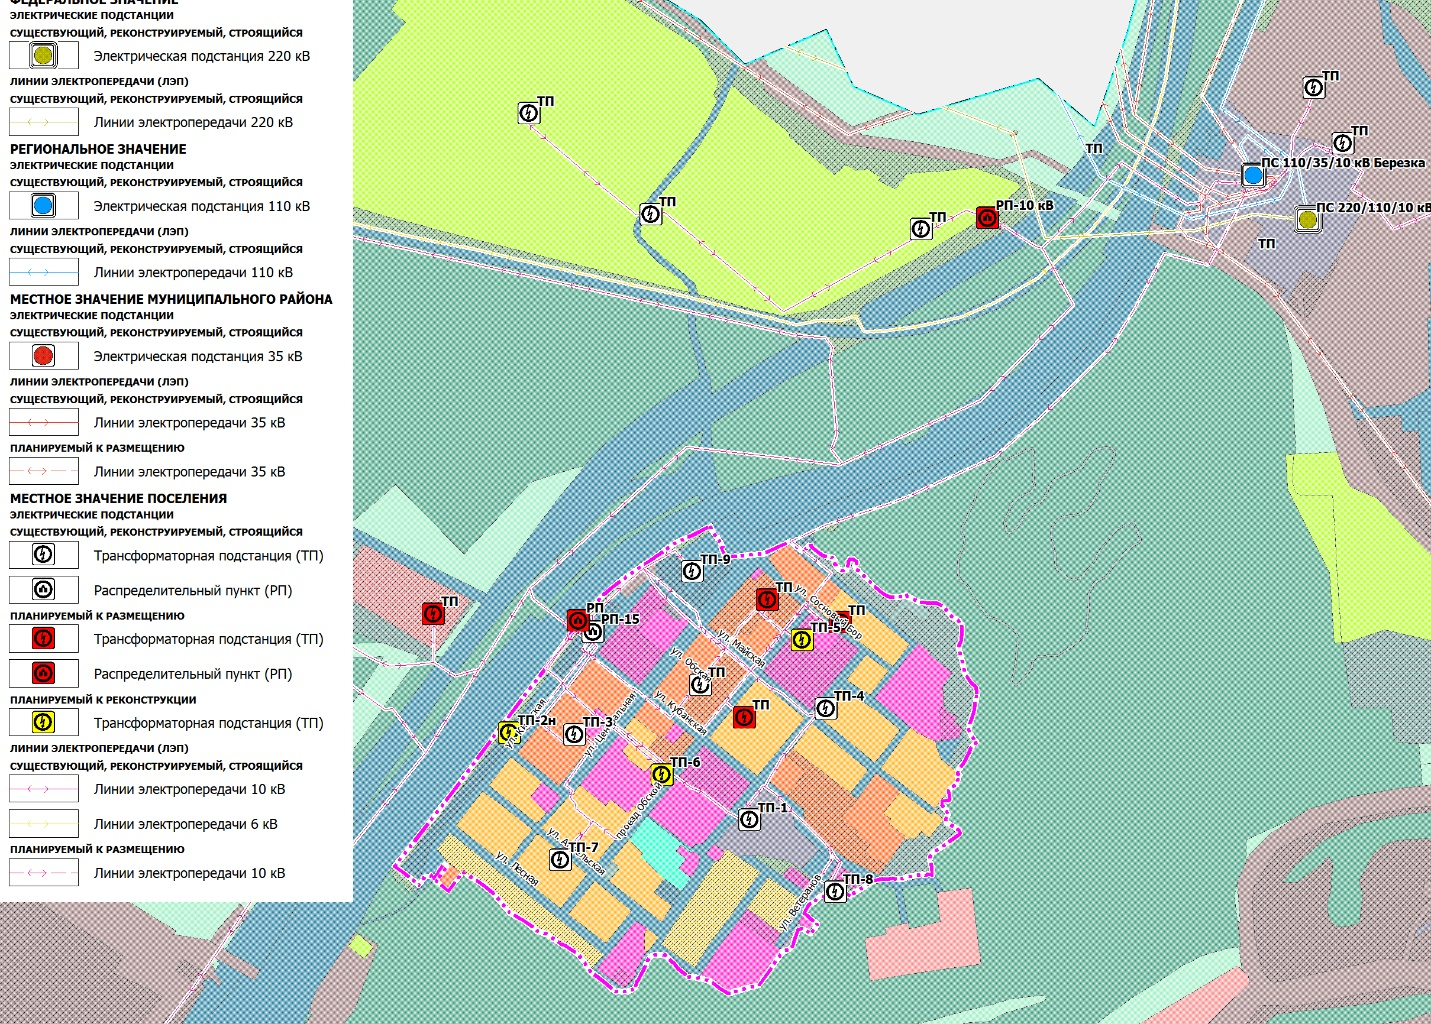 ФЕДЕРАЛЬНОЕ ЗНАЧЕНИЕ
ЭЛЕКТРИЧЕСКИЕ ПОДСТАНЦИИ
СУЩЕСТВУЮЩИЙ, РЕКОНСТРУИРУЕМЫЙ, СТРОЯЩИЙСЯ
Электрическая подстанция 220 кВ
ЛИНИИ ЭЛЕКТРОПЕРЕДАЧИ (ЛЭП)
СУЩЕСТВУЮЩИЙ, РЕКОНСТРУИРУЕМЫЙ, СТРОЯЩИЙСЯ
Линии электропередачи 220 кВ
РЕГИОНАЛЬНОЕ ЗНАЧЕНИЕ
ЭЛЕКТРИЧЕСКИЕ ПОДСТАНЦИИ
СУЩЕСТВУЮЩИЙ, РЕКОНСТРУИРУЕМЫЙ, СТРОЯЩИЙСЯ
Электрическая подстанция 110 кВ
ЛИНИИ ЭЛЕКТРОПЕРЕДАЧИ (ЛЭП)
СУЩЕСТВУЮЩИЙ, РЕКОНСТРУИРУЕМЫЙ, СТРОЯЩИЙСЯ
Линии электропередачи 110 кВ
МЕСТНОЕ ЗНАЧЕНИЕ МУНИЦИПАЛЬНОГО РАЙОНА
ЭЛЕКТРИЧЕСКИЕ ПОДСТАНЦИИ
СУЩЕСТВУЮЩИЙ, РЕКОНСТРУИРУЕМЫЙ, СТРОЯЩИЙСЯ
Электрическая подстанция 35 кВ
ЛИНИИ ЭЛЕКТРОПЕРЕДАЧИ (ЛЭП)
СУЩЕСТВУЮЩИЙ, РЕКОНСТРУИРУЕМЫЙ, СТРОЯЩИЙСЯ
Линии электропередачи 35 кВ
ПЛАНИРУЕМЫЙ К РАЗМЕЩЕНИЮ
Линии электропередачи 35 кВ
МЕСТНОЕ ЗНАЧЕНИЕ ПОСЕЛЕНИЯ
ЭЛЕКТРИЧЕСКИЕ ПОДСТАНЦИИ
СУЩЕСТВУЮЩИЙ, РЕКОНСТРУИРУЕМЫЙ, СТРОЯЩИЙСЯ
Трансформаторная подстанция (ТП)
Распределительный пункт (РП)
ПЛАНИРУЕМЫЙ К РАЗМЕЩЕНИЮ
Трансформаторная подстанция (ТП)
Распределительный пункт (РП)
ПЛАНИРУЕМЫЙ К РЕКОНСТРУКЦИИ
Трансформаторная подстанция (ТП)
ЛИНИИ ЭЛЕКТРОПЕРЕДАЧИ (ЛЭП)
СУЩЕСТВУЮЩИЙ, РЕКОНСТРУИРУЕМЫЙ, СТРОЯЩИЙСЯ
Линии электропередачи 10 кВ
Линии электропередачи 6 кВ
ПЛАНИРУЕМЫЙ К РАЗМЕЩЕНИЮ
Линии электропередачи 10 кВ
ТП
ТП
ТП
ТП
ТП
ПС 110/35/10 кВ Березка
ТП
ТП
РП-10 кВ
ПС 220/110/10 кВ
ТП
ТП-9
ТП
ТП
РП
ТП
РП-15
ул. Сосновый Бор
ТП-5
ул. Майская
ул. Обская
ТП
ТП-4
ул. Кубанская
ТП
ТП-2н
ТП-3
ТП-6
проезд Обской
ТП-1
ТП-7
ул. Лесная
ТП-8
ул. Ветеранов